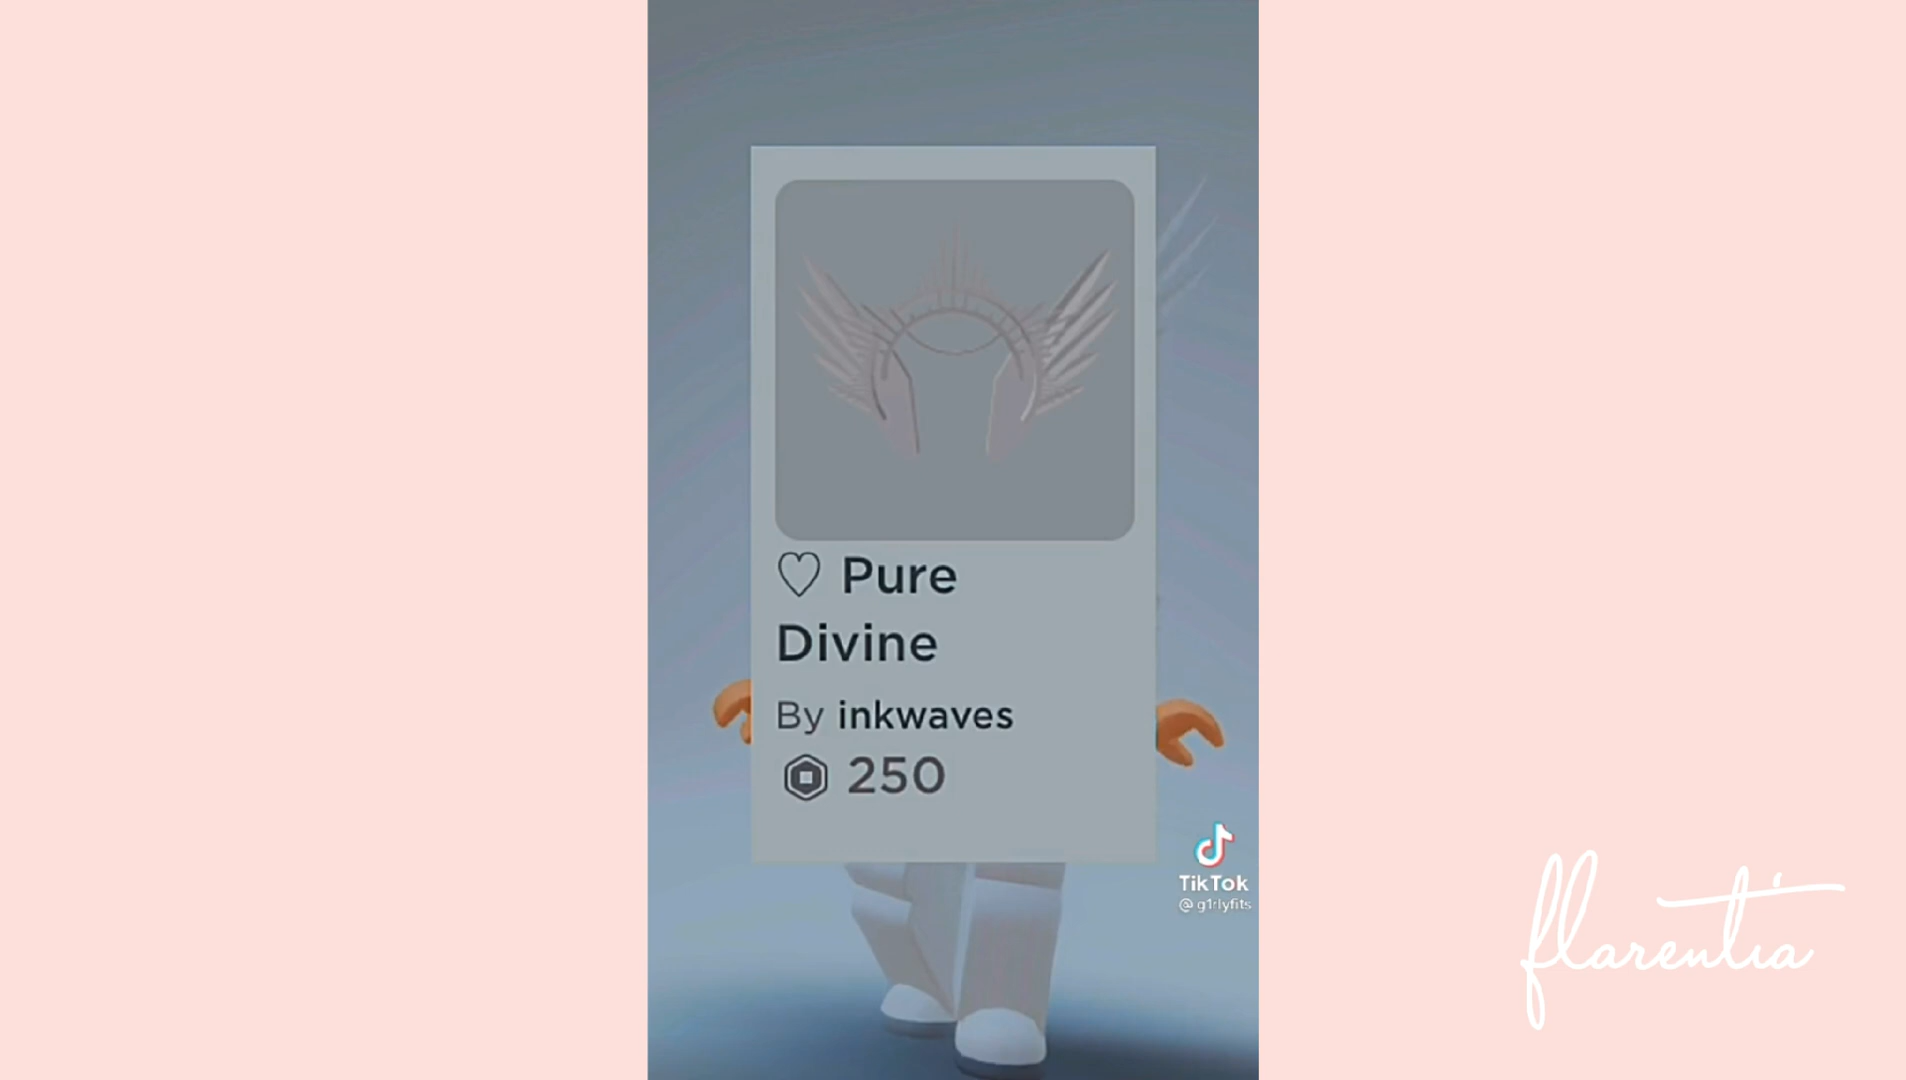 ♡ Pure
Divine
By inkwaves
250
TikTok
@g1rlyfits
flarentia